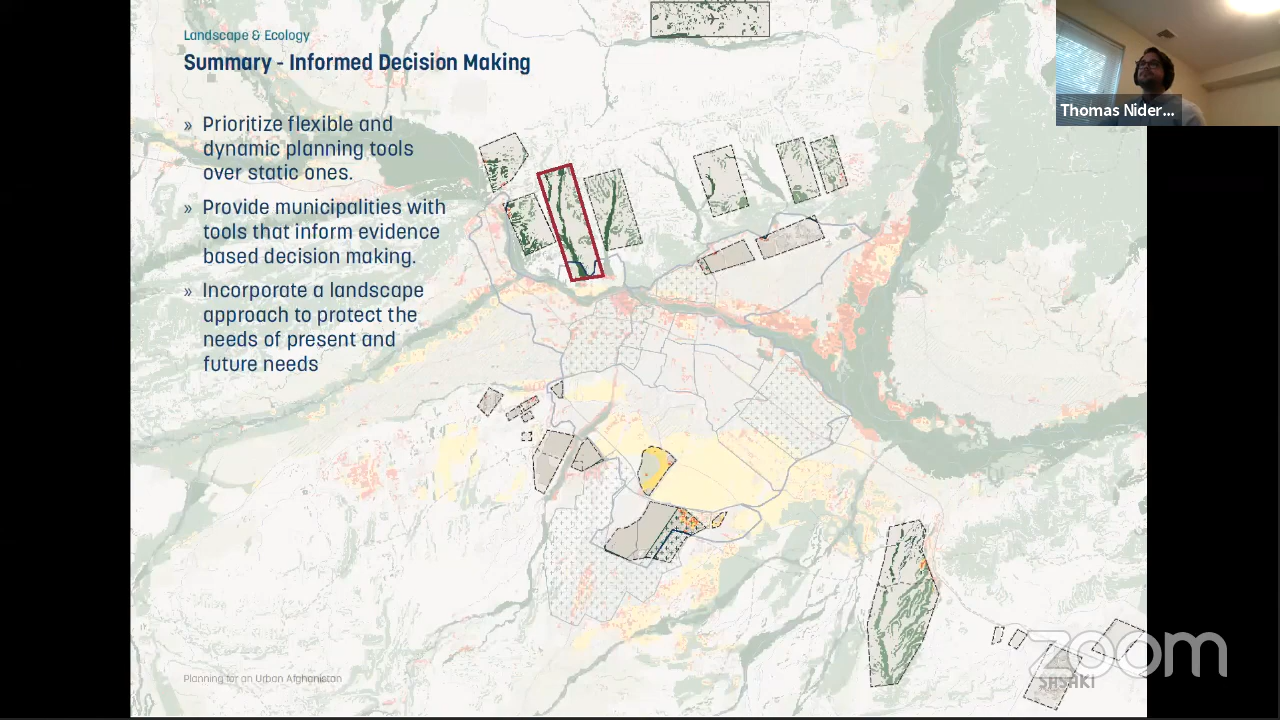 Landscape & Ecology
Summary - Informed Decision Making
» Prioritize flexible and
dynamic planning tools
over static ones.
» Provide municipalities with
tools that inform evidence
based decision making.
» Incorporate a landscape
approach to protect the
needs of present and
future needs
Planning for an Urban Afghanistan
Thomas Nider...
zoom
SASAKI